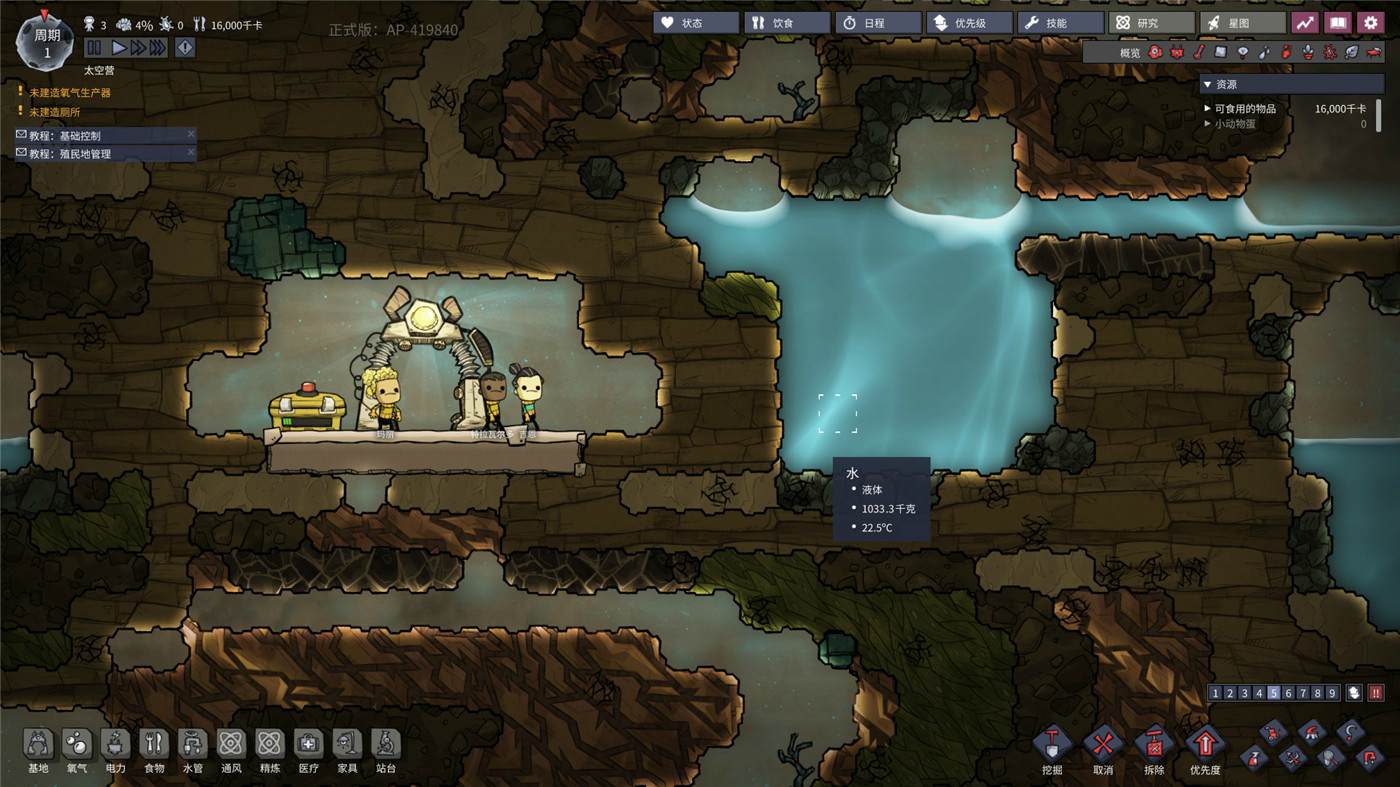 周期
1
3
4%
0
16,000千卡
正式版：AP-419840
太空营
未建造氧气生产器
未建造厕所
教程：基础控制
教程：殖民地管理
状态
饮食
日程
优先级
技能
研究
星图
概览
资源
可食用的物品 16,000千卡
小动物蛋 0
玛丽
水
液体
1033.3千克
22.5ºC
1 2 3 4 5 6 7 8 9 !!
基地
氧气
电力
食物
水管
通风
精炼
医疗
家具
站台
挖掘
取消
拆除
优先度